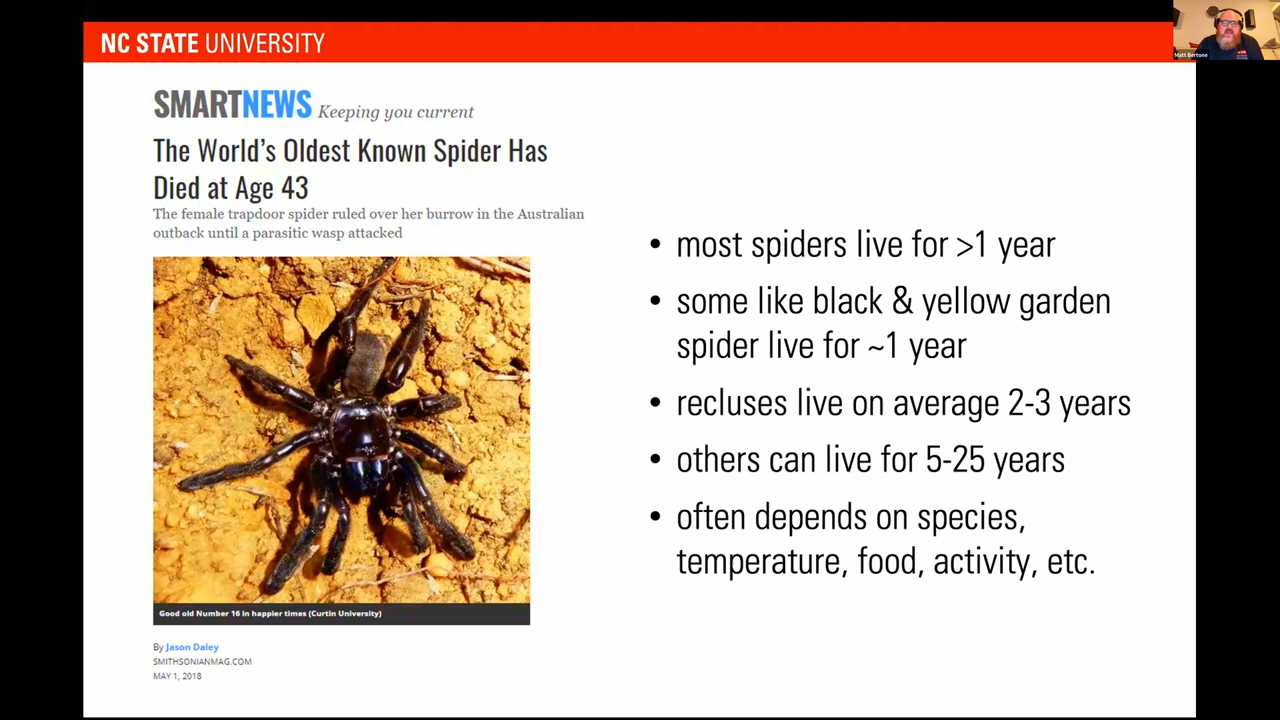 NC STATE UNIVERSITY
Matt Bertone
SMARTNEWS Keeping you current
The World's Oldest Known Spider Has
Died at Age 43
The female trapdoor spider ruled over her burrow in the Australian
outback until a parasitic wasp attacked
Good old Number 16 in happier times (Curtin University)
By Jason Daley
SMITHSONIANMAG.COM
MAY 1, 2018
• most spiders live for >1 year
• some like black & yellow garden
spider live for ~1 year
• recluses live on average 2-3 years
• others can live for 5-25 years
• often depends on species,
temperature, food, activity, etc.